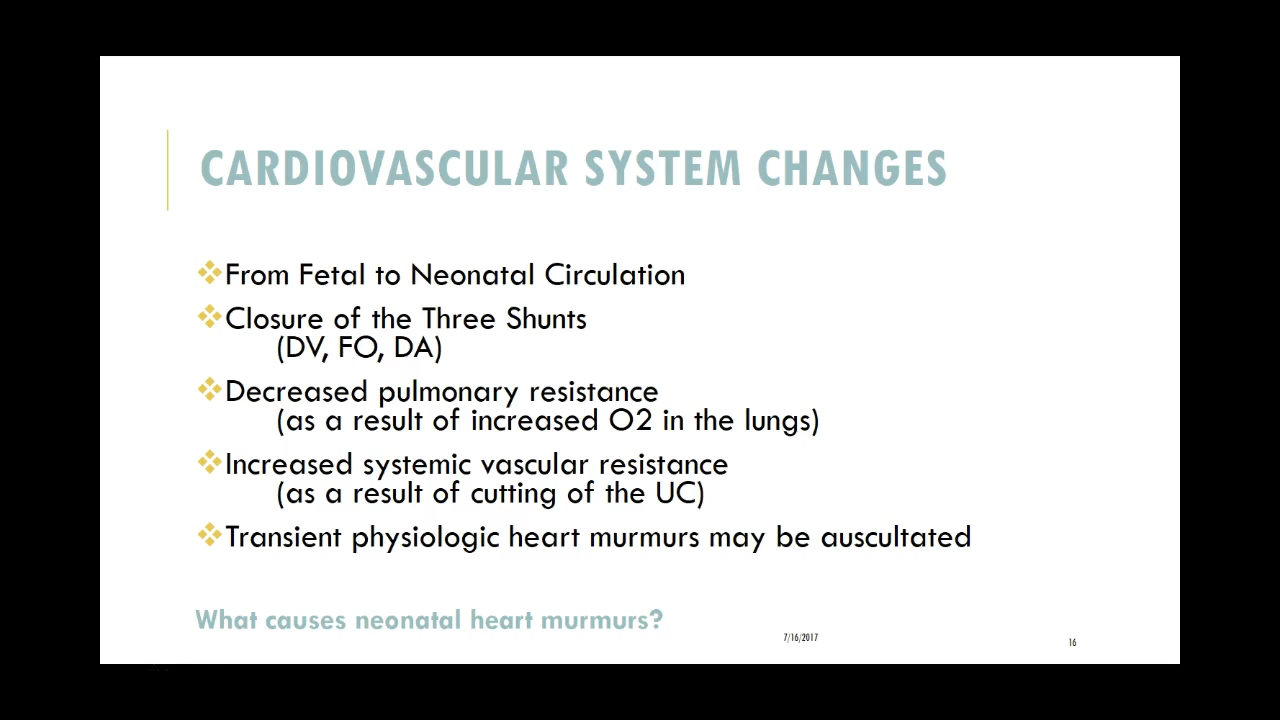 CARDIOVASCULAR SYSTEM CHANGES
From Fetal to Neonatal Circulation
Closure of the Three Shunts
(DV, FO, DA)
Decreased pulmonary resistance
(as a result of increased O2 in the lungs)
Increased systemic vascular resistance
(as a result of cutting of the UC)
Transient physiologic heart murmurs may be auscultated
What causes neonatal heart murmurs?
7/16/2017
16